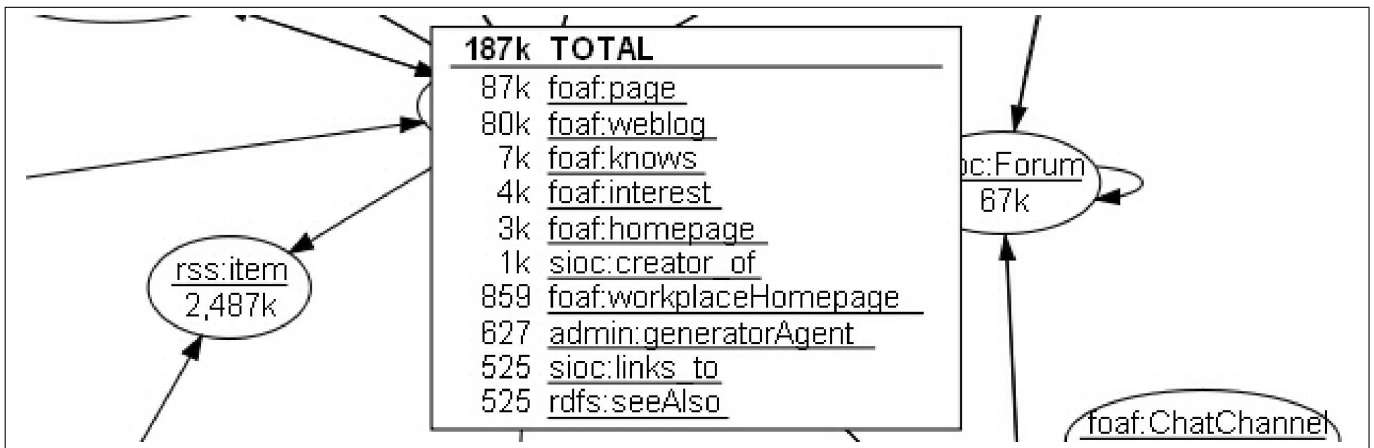 187k TOTAL
87k foaf:page
80k foaf:weblog
7k foaf:knows
4k foaf:interest
3k foaf:homepage
1k sioc:creator_of
859 foaf:workplaceHomepage
627 admin:generatorAgent
525 sioc:links_to
525 rdfs:seeAlso
oc:Forum
67k
rss:item
2,487k
foaf:ChatChannel